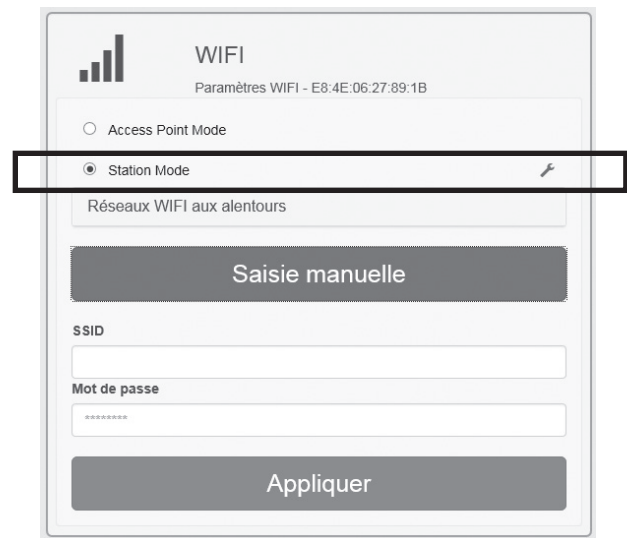 WIFI
Paramètres WIFI - E8:4E:06:27:89:1B
Access Point Mode
Station Mode
Réseaux WIFI aux alentours
Saisie manuelle
SSID
Mot de passe
********
Appliquer